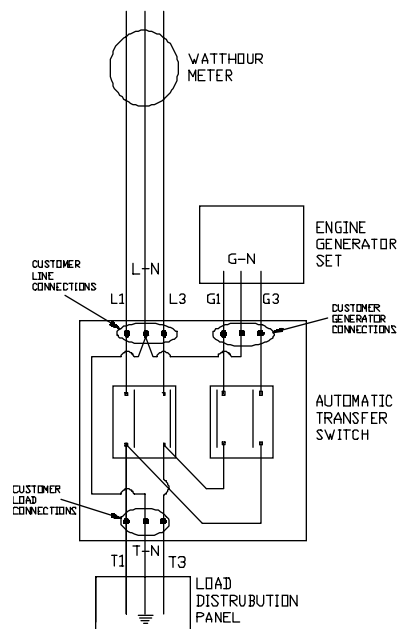 WATTHOUR
METER
ENGINE
GENERATOR
SET
G-N
L-N
CUSTOMER
LINE
CONNECTIONS
L1
L3
G1
G3
CUSTOMER
GENERATOR
CONNECTIONS
AUTOMATIC
TRANSFER
SWITCH
CUSTOMER
LOAD
CONNECTIONS
T-N
T1
T3
LOAD
DISTRUBUTION
PANEL